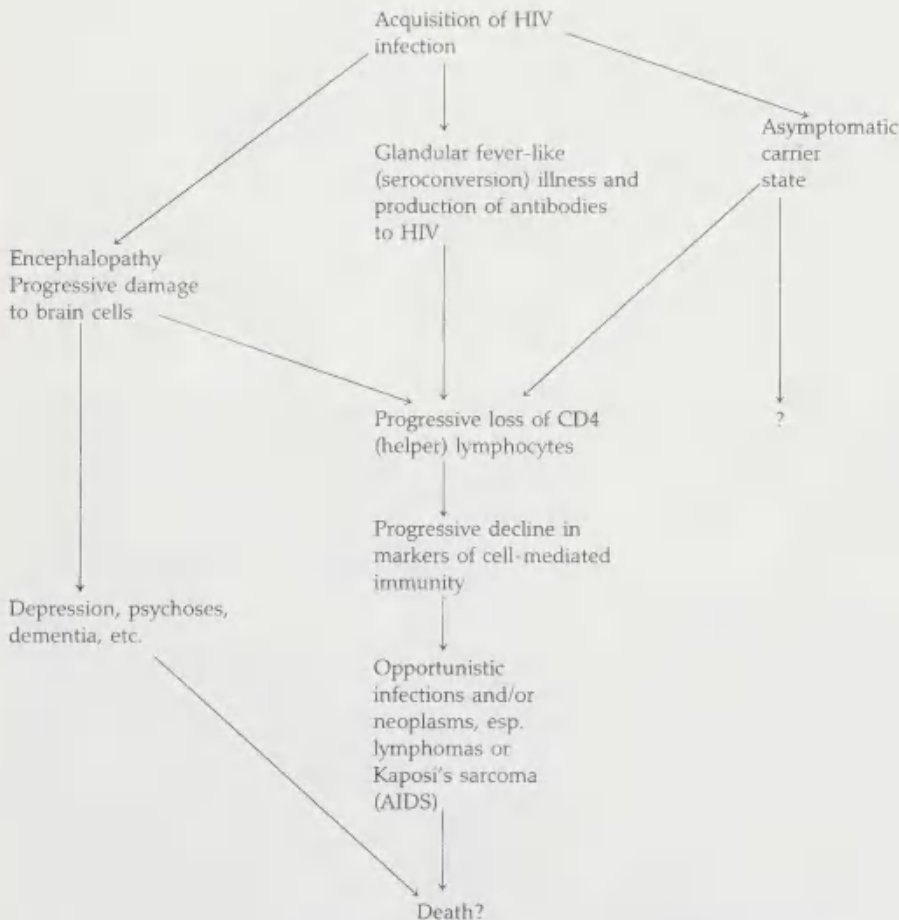 Acquisition of HIV
infection
Asymptomatic
carrier
state
Glandular fever-like
(seroconversion) illness and
production of antibodies
to HIV
Encephalopathy
Progressive damage
to brain cells
Progressive loss of CD4
(helper) lymphocytes
?
Progressive decline in
markers of cell-mediated
immunity
Depression, psychoses,
dementia, etc.
Opportunistic
infections and/or
neoplasms, esp.
lymphomas or
Kaposi's sarcoma
(AIDS)
Death?